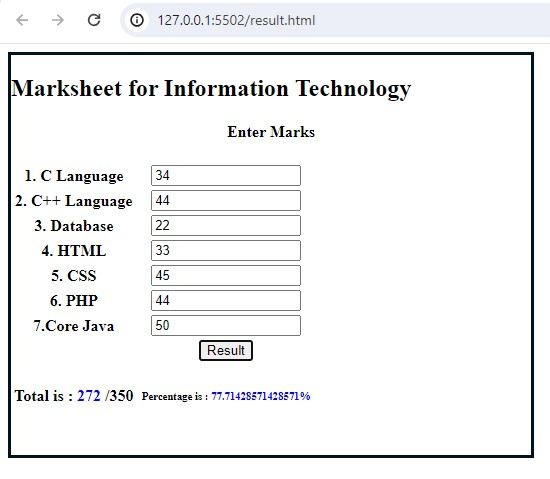 127.0.0.1:5502/result.html
Marksheet for Information Technology
Enter Marks
1. C Language 34
2. C++ Language 44
3. Database 22
4. HTML 33
5. CSS 45
6. PHP 44
7.Core Java 50
Result
Total is : 272 /350 Percentage is : 77.71428571428571%